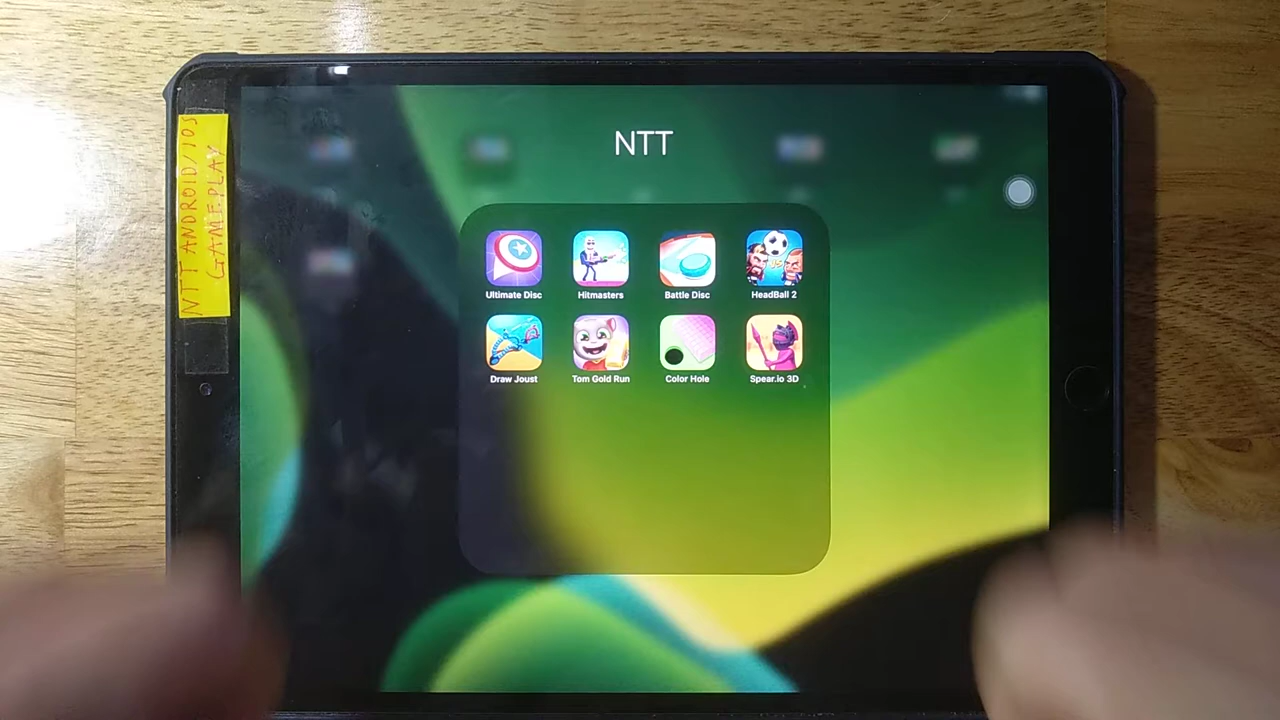 NTT ANDROID/IOS
GAMEPLAY
NTT
Ultimate Disc
Hitmasters
Battle Disc
HeadBall 2
Draw Joust
Tom Gold Run
Color Hole
Spear.io 3D